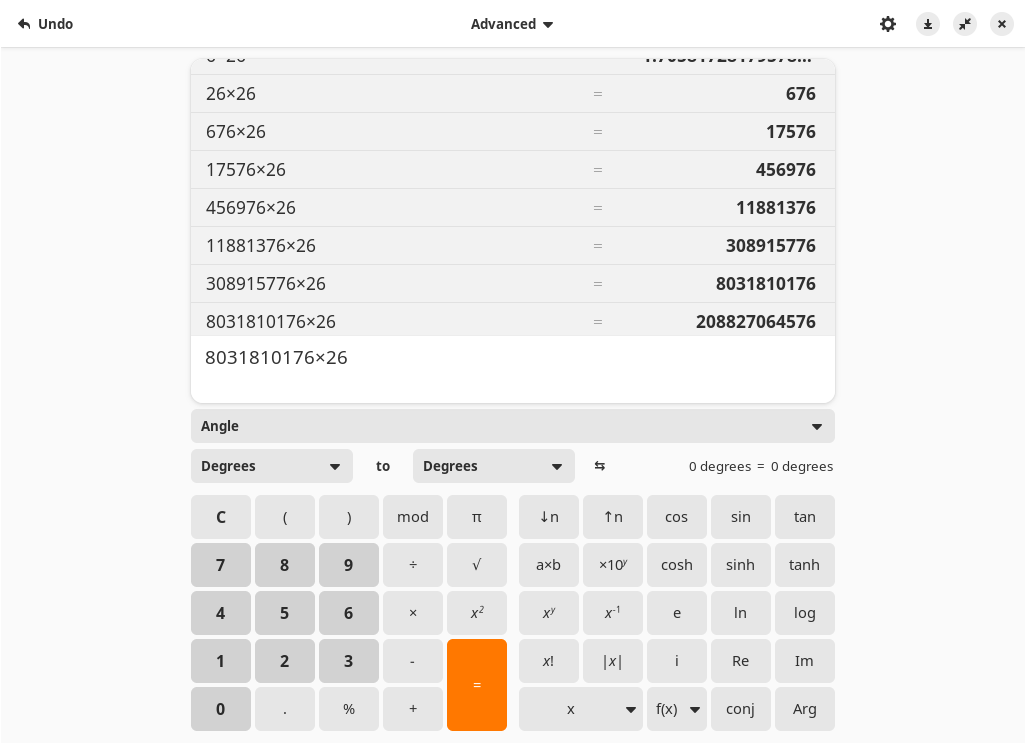 Undo
Advanced
26×26 = 676
676×26 = 17576
17576×26 = 456976
456976×26 = 11881376
11881376×26 = 308915776
308915776×26 = 8031810176
8031810176×26 = 208827064576
8031810176×26
Angle
Degrees to Degrees ⇆ 0 degrees = 0 degrees
C ( ) mod π ↓n ↑n cos sin tan
7 8 9 ÷ √ a×b ×10ʸ cosh sinh tanh
4 5 6 × x² xʸ x⁻¹ e ln log
1 2 3 - = x! |x| i Re Im
0 . % + x f(x) conj Arg